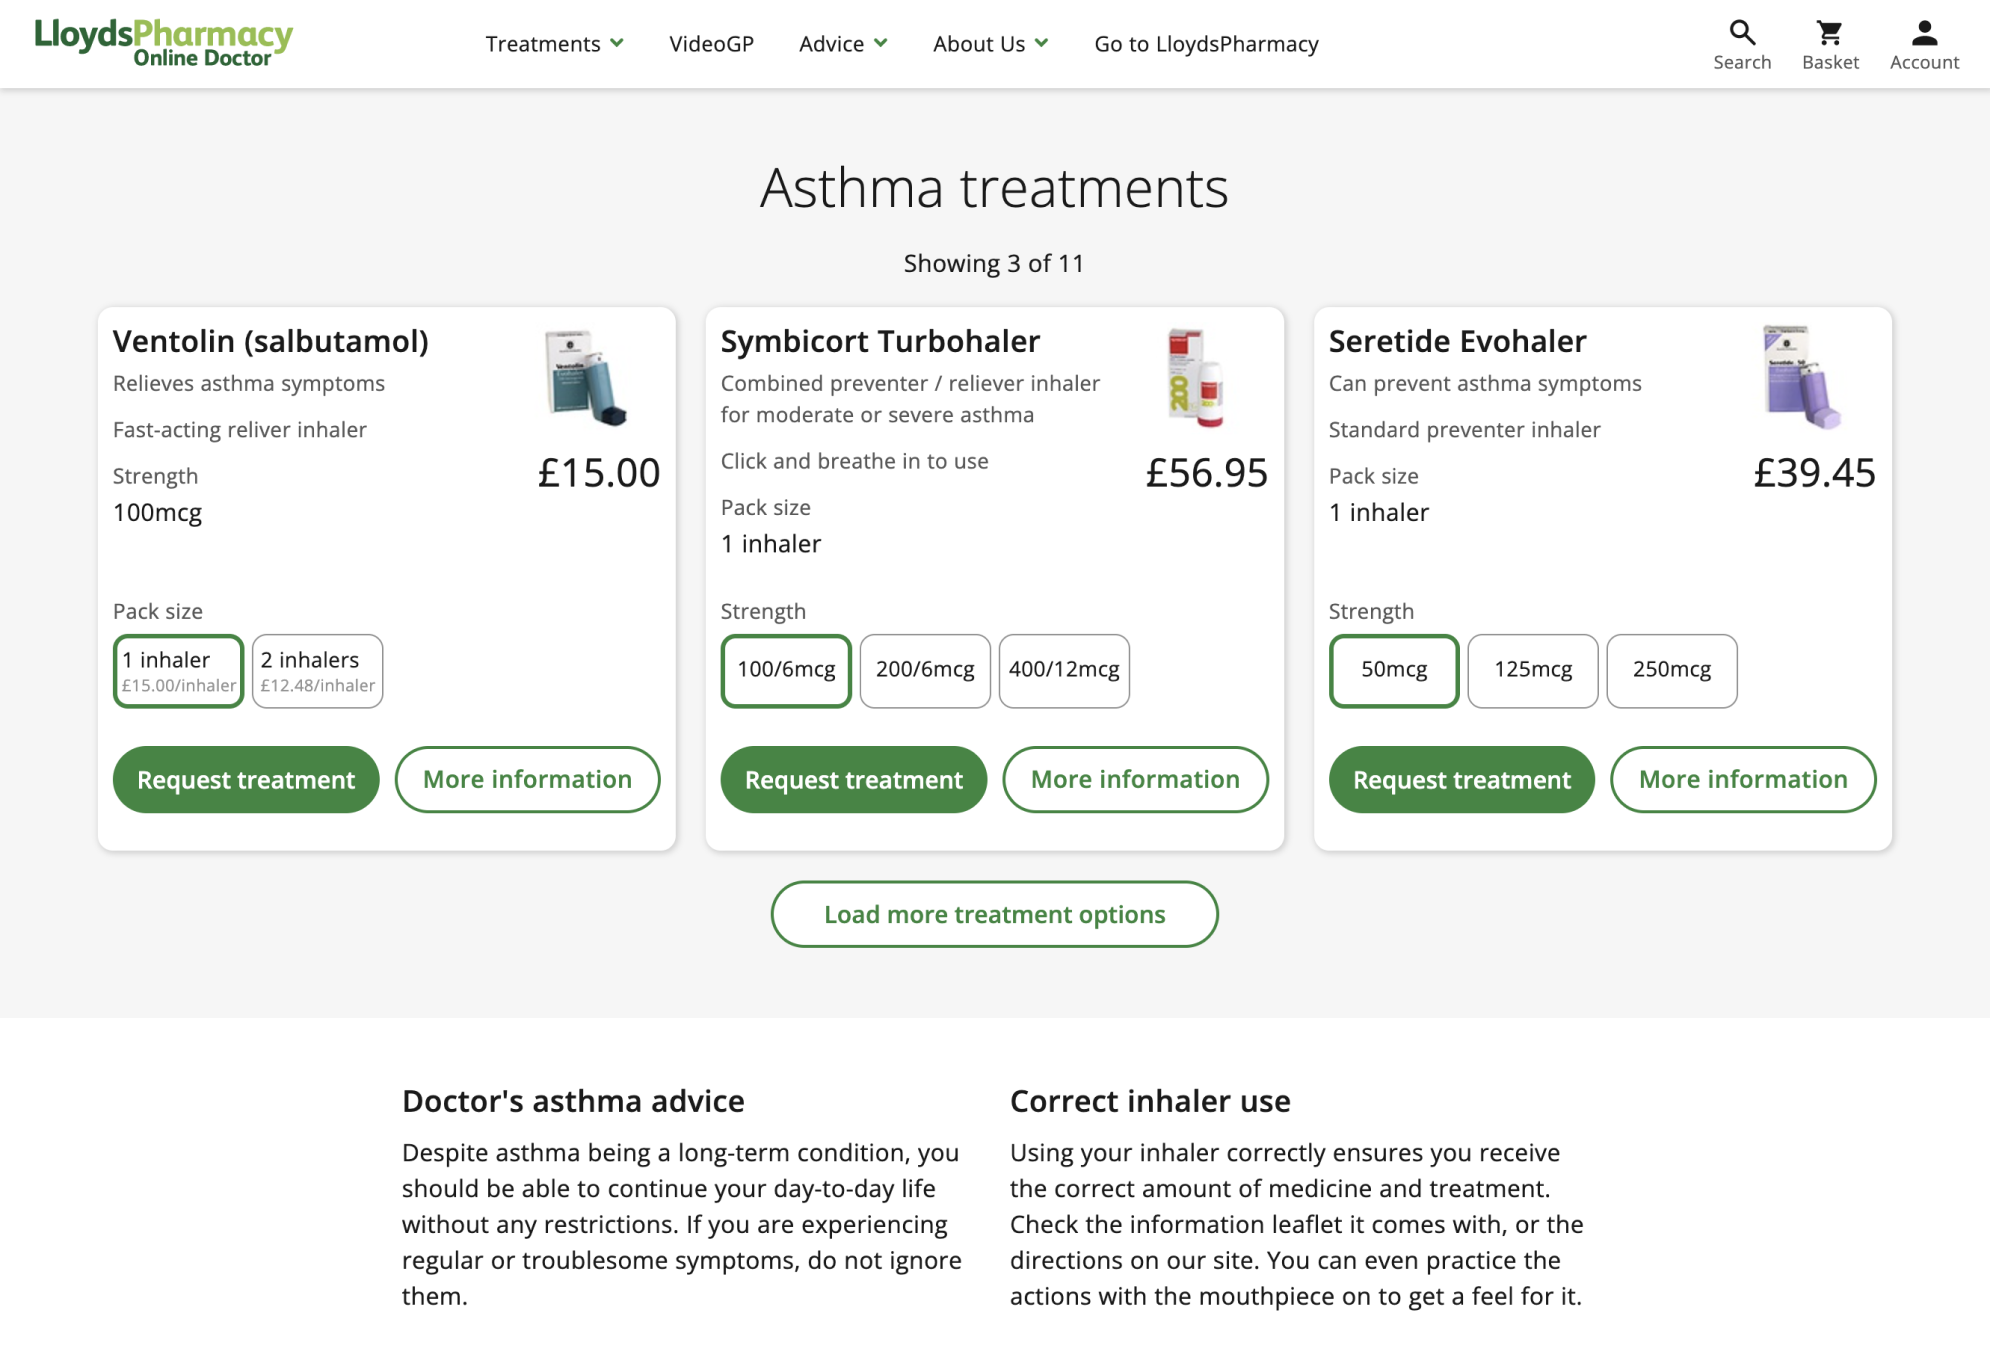 LloydsPharmacy
Online Doctor
Treatments
VideoGP
Advice
About Us
Go to LloydsPharmacy
Search
Basket
Account
Asthma treatments
Showing 3 of 11
Ventolin (salbutamol)
Relieves asthma symptoms
Fast-acting reliver inhaler
Strength
100mcg
£15.00
Pack size
1 inhaler
£15.00/inhaler
2 inhalers
£12.48/inhaler
Request treatment
More information
Symbicort Turbohaler
Combined preventer / reliever inhaler
for moderate or severe asthma
Click and breathe in to use
Pack size
1 inhaler
200
£56.95
Strength
100/6mcg
200/6mcg
400/12mcg
Request treatment
More information
Seretide Evohaler
Can prevent asthma symptoms
Standard preventer inhaler
Pack size
1 inhaler
£39.45
Strength
50mcg
125mcg
250mcg
Request treatment
More information
Load more treatment options
Doctor's asthma advice
Despite asthma being a long-term condition, you
should be able to continue your day-to-day life
without any restrictions. If you are experiencing
regular or troublesome symptoms, do not ignore
them.
Correct inhaler use
Using your inhaler correctly ensures you receive
the correct amount of medicine and treatment.
Check the information leaflet it comes with, or the
directions on our site. You can even practice the
actions with the mouthpiece on to get a feel for it.